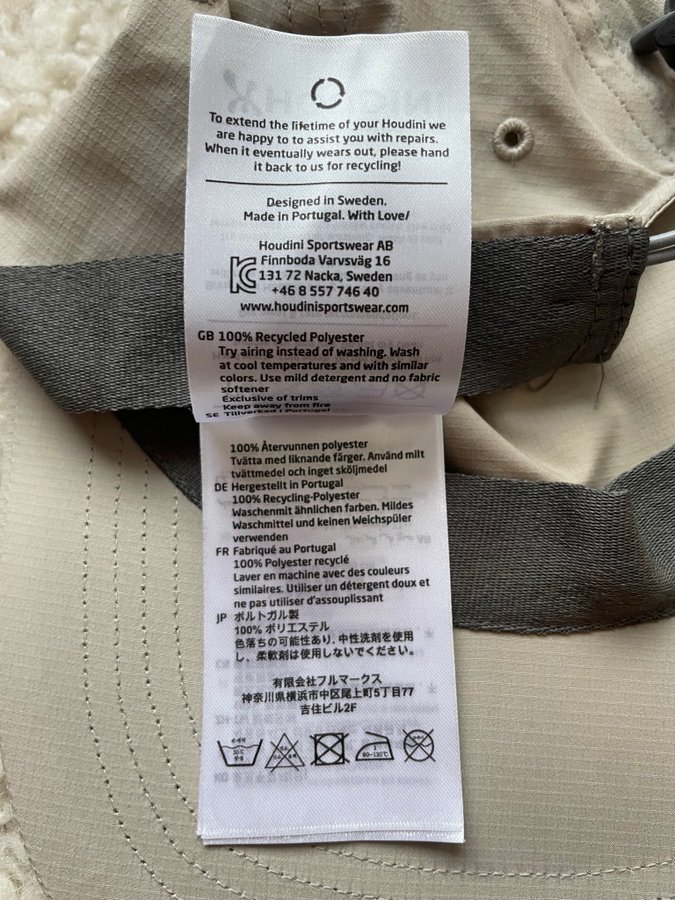 To extend the lifetime of your Houdini we
are happy to to assist you with repairs.
When it eventually wears out, please hand
it back to us for recycling!
Designed in Sweden.
Made in Portugal. With Love/
Houdini Sportswear AB
Finnboda Varvsväg 16
131 72 Nacka, Sweden
+46 8 557 746 40
www.houdinisportswear.com
GB 100% Recycled Polyester
Try airing instead of washing. Wash
at cool temperatures and with similar
colors. Use mild detergent and no fabric
softener
Exclusive of trims
Keep away from fire
SE Tillverkad i Portugal
100% Återvunnen polyester
Tvätta med liknande färger. Använd milt
tvättmedel och inget sköljmedel
DE Hergestellt in Portugal
100% Recycling-Polyester
Waschenmit ähnlichen farben. Mildes
Waschmittel und keinen Weichspüler
verwenden
FR Fabriqué au Portugal
100% Polyester recyclé
Laver en machine avec des couleurs
similaires. Utiliser un détergent doux et
ne pas utiliser d'assouplissant
JP ポルトガル製
100% ポリエステル
色落ちの可能性あり, 中性洗剤を使用
し、柔軟剤は使用しないでください。
有限会社フルマークス
神奈川県横浜市中区尾上町5丁目77
吉住ビル2F
30℃
80~120℃